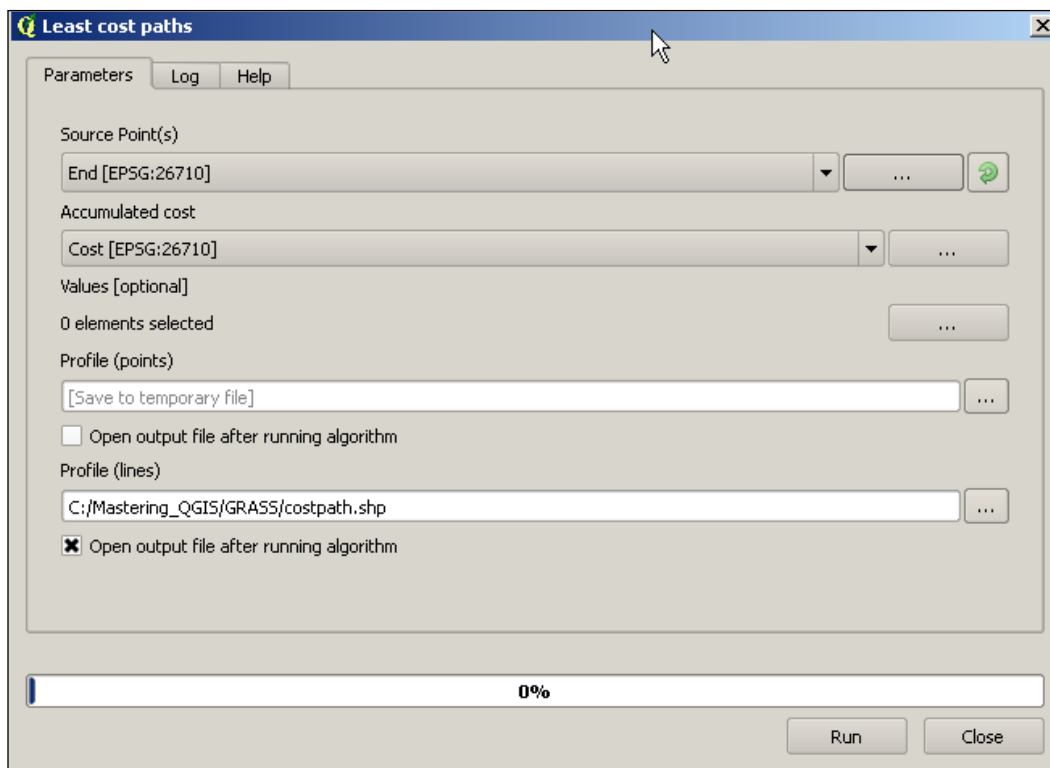 Least cost paths
Parameters Log Help
Source Point(s)
End [EPSG:26710] ...
Accumulated cost
Cost [EPSG:26710] ...
Values [optional]
0 elements selected ...
Profile (points)
[Save to temporary file] ...
Open output file after running algorithm
Profile (lines)
C:/Mastering_QGIS/GRASS/costpath.shp ...
Open output file after running algorithm
0%
Run Close